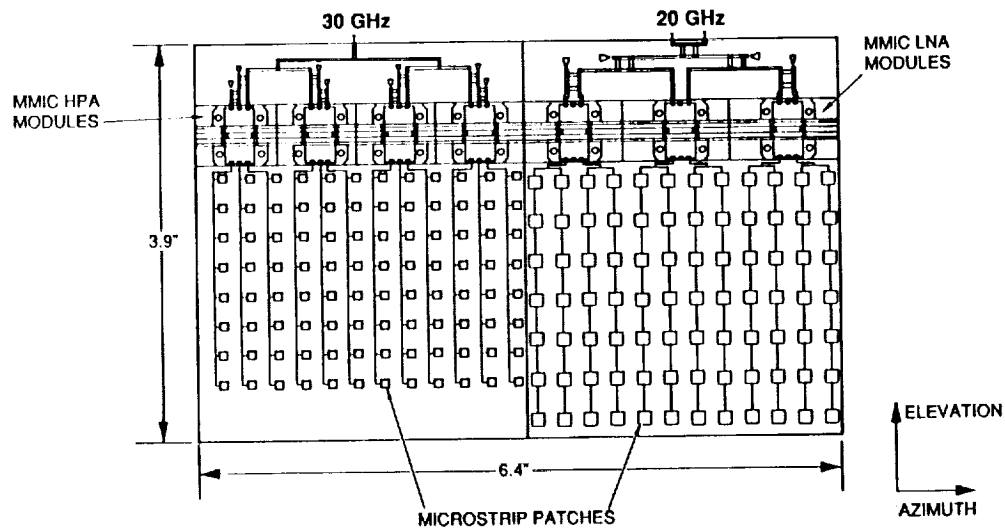 30 GHz
20 GHz
MMIC LNA
MODULES
MMIC HPA
MODULES
3.9"
6.4"
ELEVATION
AZIMUTH
MICROSTRIP PATCHES